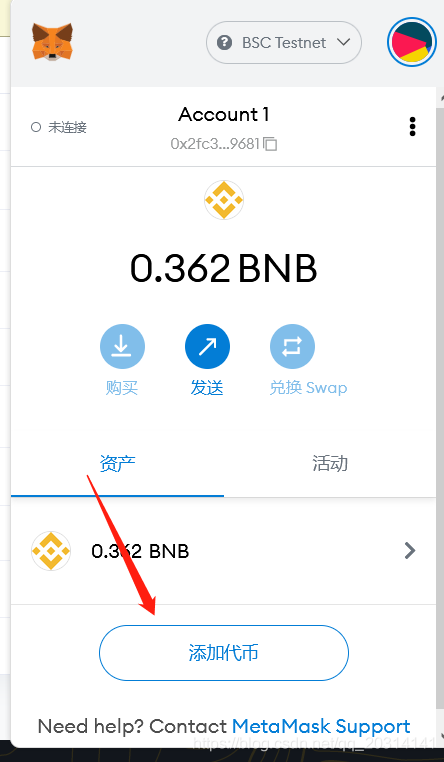 BSC Testnet
未连接
Account 1
0x2fc3...9681
0.362 BNB
购买
发送
兑换 Swap
资产
活动
0.362 BNB
添加代币
Need help? Contact MetaMask Support
https://blog.csdn.net/qq_20314141